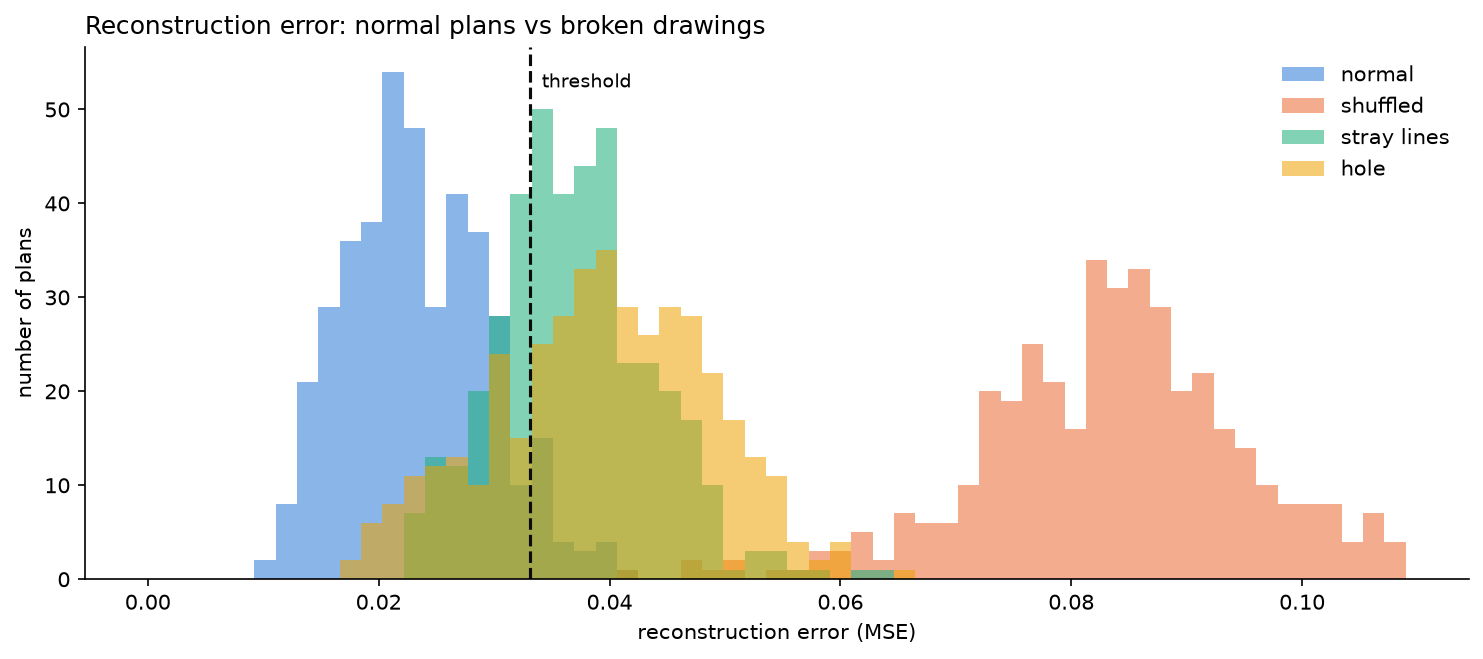 Reconstruction error: normal plans vs broken drawings
threshold
normal
shuffled
stray lines
hole
number of plans
50
40
30
20
10
0
0.00 0.02 0.04 0.06 0.08 0.10
reconstruction error (MSE)